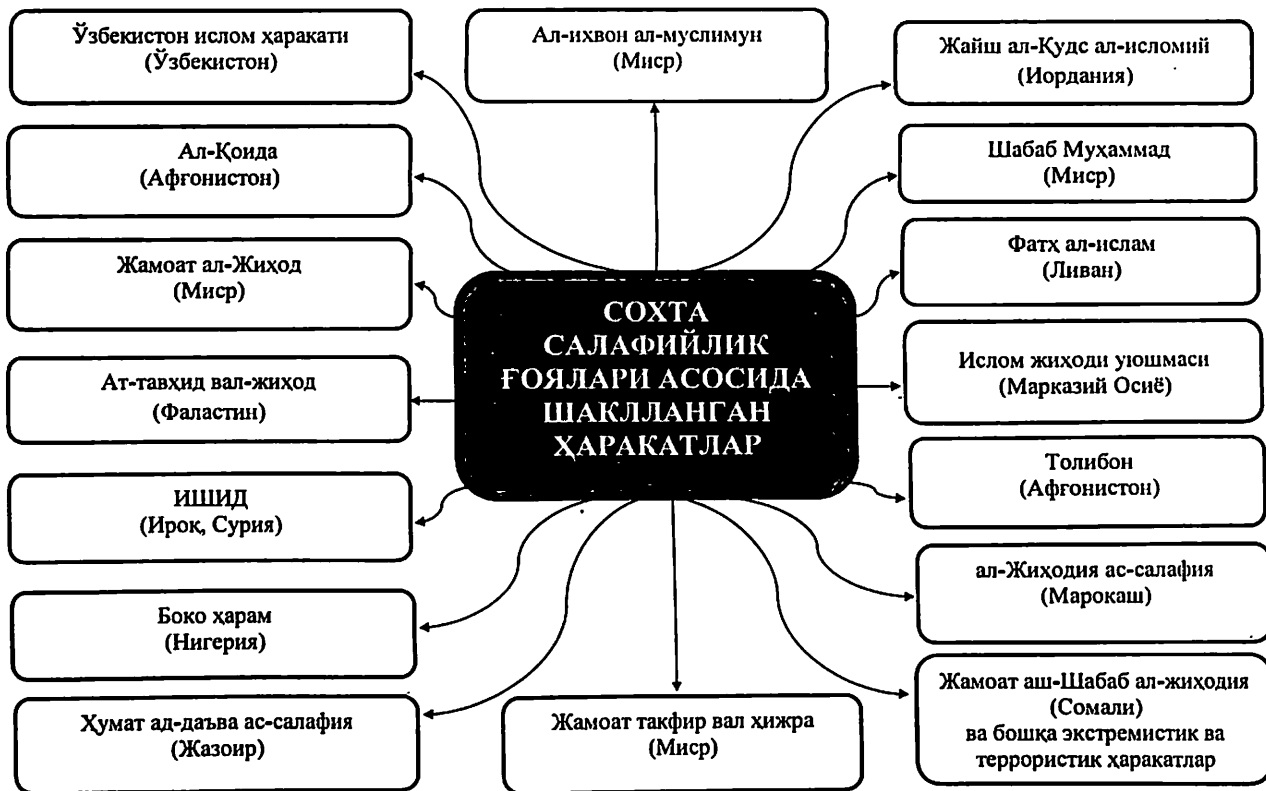 Ўзбекистон ислом ҳаракати
(Ўзбекистон)
Ал-Қоида
(Афғонистон)
Жамоат ал-Жиҳод
(Миср)
Ат-тавҳид вал-жиҳод
(Фаластин)
ИШИД
(Ироқ, Сурия)
Боко ҳарам
(Нигерия)
Ҳумат ад-даъва ас-салафия
(Жазоир)
Ал-ихвон ал-муслимун
(Миср)
СОХТА
САЛАФИЙЛИК
ҒОЯЛАРИ АСОСИДА
ШАКЛЛАНГАН
ҲАРАКАТЛАР
Жамоат такфир вал ҳижра
(Миср)
Жайш ал-Қудс ал-исломий
(Иордания)
Шабаб Муҳаммад
(Миср)
Фатҳ ал-ислам
(Ливан)
Ислом жиҳоди уюшмаси
(Марказий Осиё)
Толибон
(Афғонистон)
ал-Жиҳодия ас-салафия
(Марокаш)
Жамоат аш-Шабаб ал-жиҳодия
(Сомали)
ва бошқа экстремистик ва
террористик ҳаракатлар